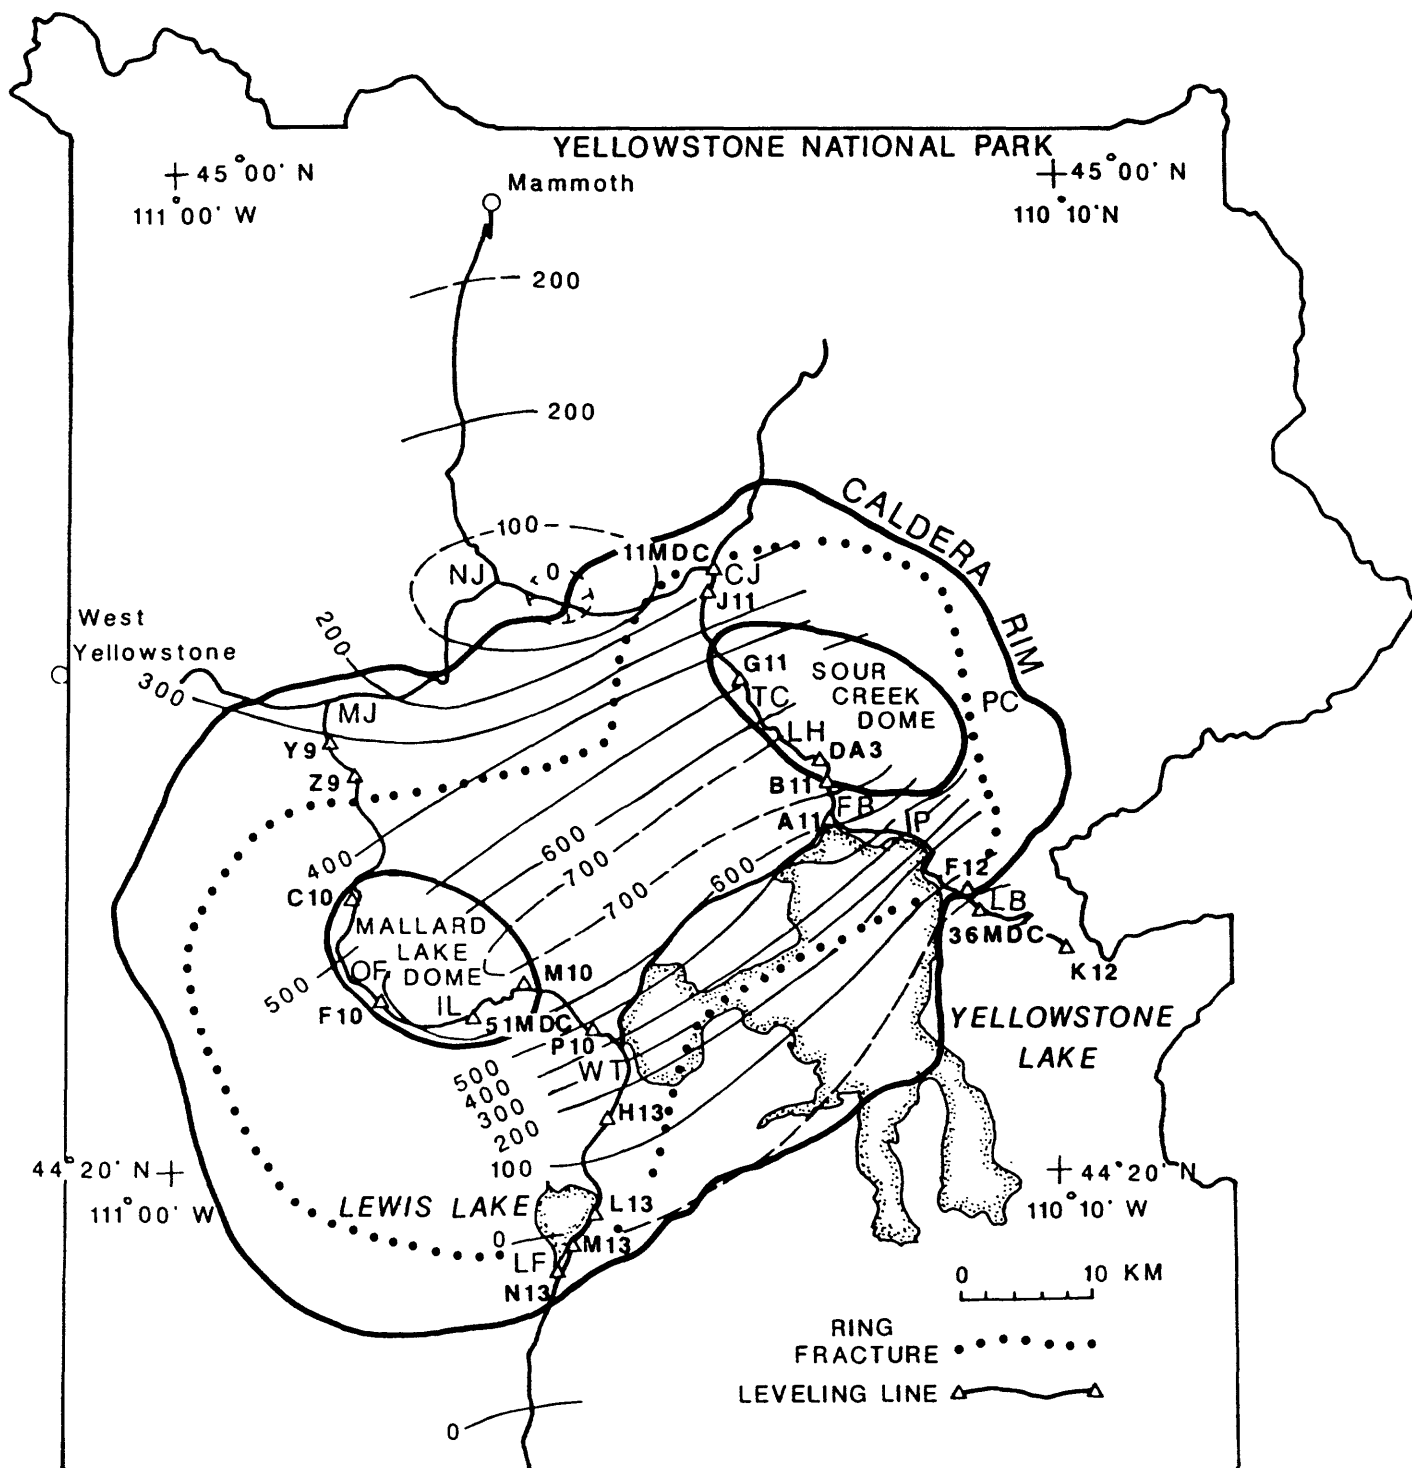 YELLOWSTONE NATIONAL PARK
45°00' N
111°00' W
45°00' N
110°10'N
Mammoth
200
200
CALDERA RIM
100
0
11MDC
CJ
NJ
J11
West
Yellowstone
200
300
G11
SOUR
CREEK
DOME
TC
PC
MJ
LH
Y9
DA3
Z9
B11
FB
A11
IP
400
600
700
600
700
F12
C10
LB
MALLARD
LAKE
DOME
36MDC
K12
OF
M10
500
IL
F10
51MDC
P10
YELLOWSTONE
LAKE
WT
500
400
300
200
100
H13
44°20' N
111°00' W
44°20' N
110°10' W
LEWIS LAKE
L13
0
M13
LF
N13
0 10 KM
RING
FRACTURE
LEVELING LINE
0